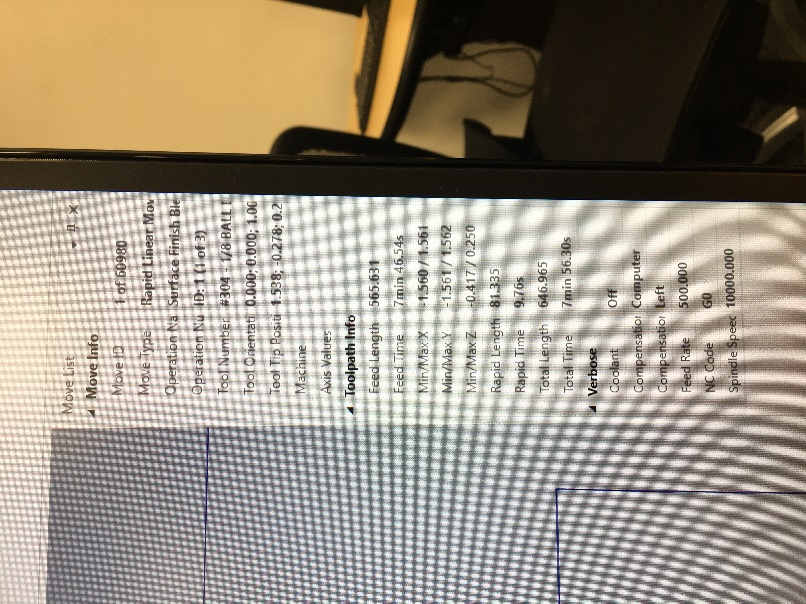 Move List
Move Info
Move ID 1 of 60980
Move Type Rapid Linear Mov
Operation Na Surface Finish Ble
Operation Nu ID: 1 (1 of 3)
Tool Number #304 - 1/8 BALL
Tool Orientati 0.000; 0.000; 1.00
Tool Tip Positi 1.538; -0.278; 0.2
Machine
Axis Values
Toolpath Info
Feed Length 565.631
Feed Time 7min 46.54s
Min/Max X -1.560 / 1.561
Min/Max Y -1.561 / 1.562
Min/Max Z -0.417 / 0.250
Rapid Length 81.335
Rapid Time 9.76s
Total Length 646.965
Total Time 7min 56.30s
Verbose
Coolant Off
Compensation Computer
Compensation Left
Feed Rate 500.000
NC Code G0
Spindle Speed 10000.000